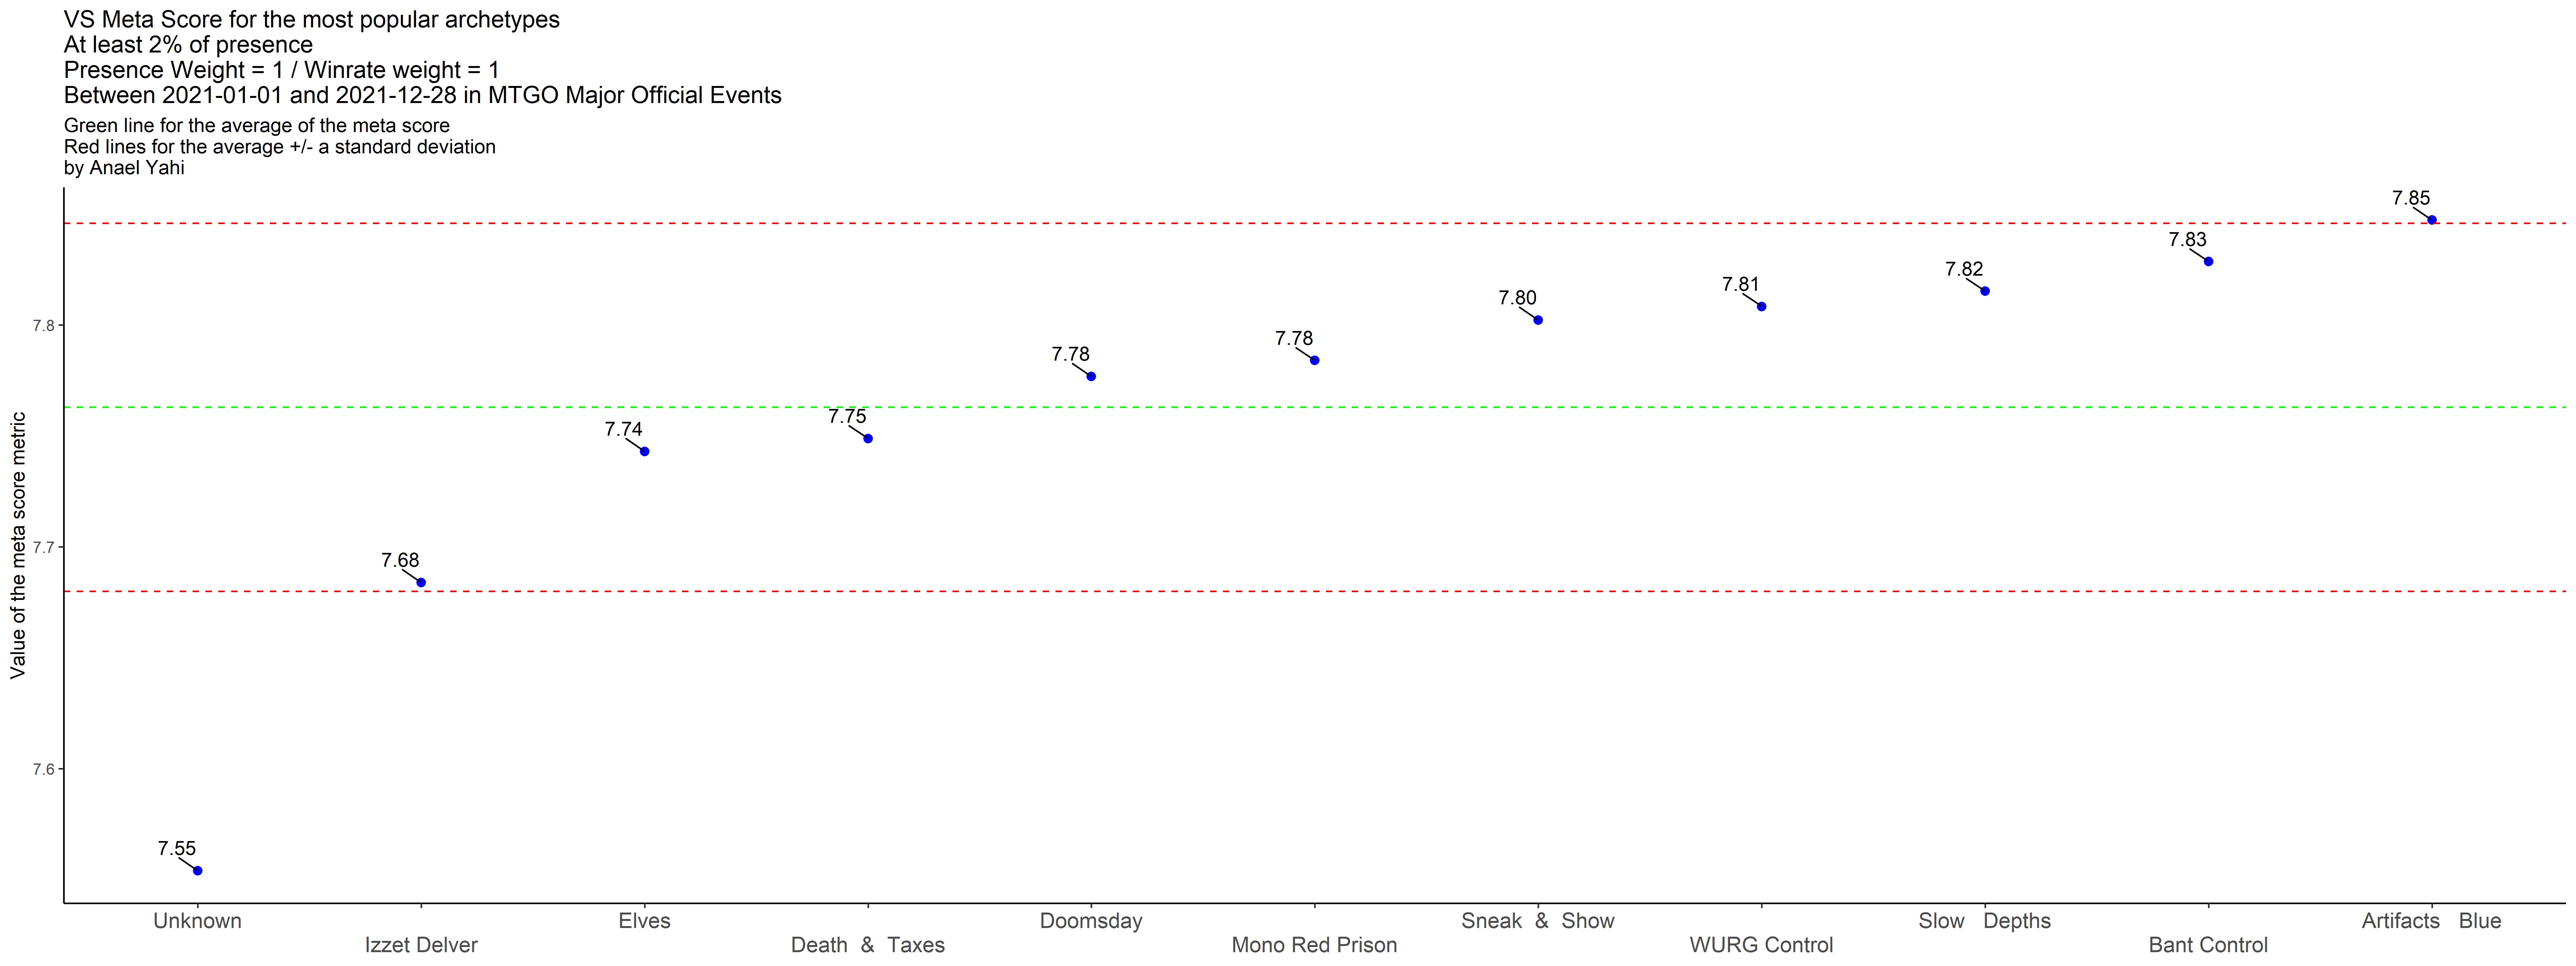 VS Meta Score for the most popular archetypes
At least 2% of presence
Presence Weight = 1 / Winrate weight = 1
Between 2021-01-01 and 2021-12-28 in MTGO Major Official Events
Green line for the average of the meta score
Red lines for the average +/- a standard deviation
by Anael Yahi
Value of the meta score metric
7.8
7.7
7.6
7.55
7.68
7.74
7.75
7.78
7.78
7.80
7.81
7.82
7.83
7.85
Unknown
Izzet Delver
Elves
Death & Taxes
Doomsday
Mono Red Prison
Sneak & Show
WURG Control
Slow Depths
Bant Control
Artifacts Blue